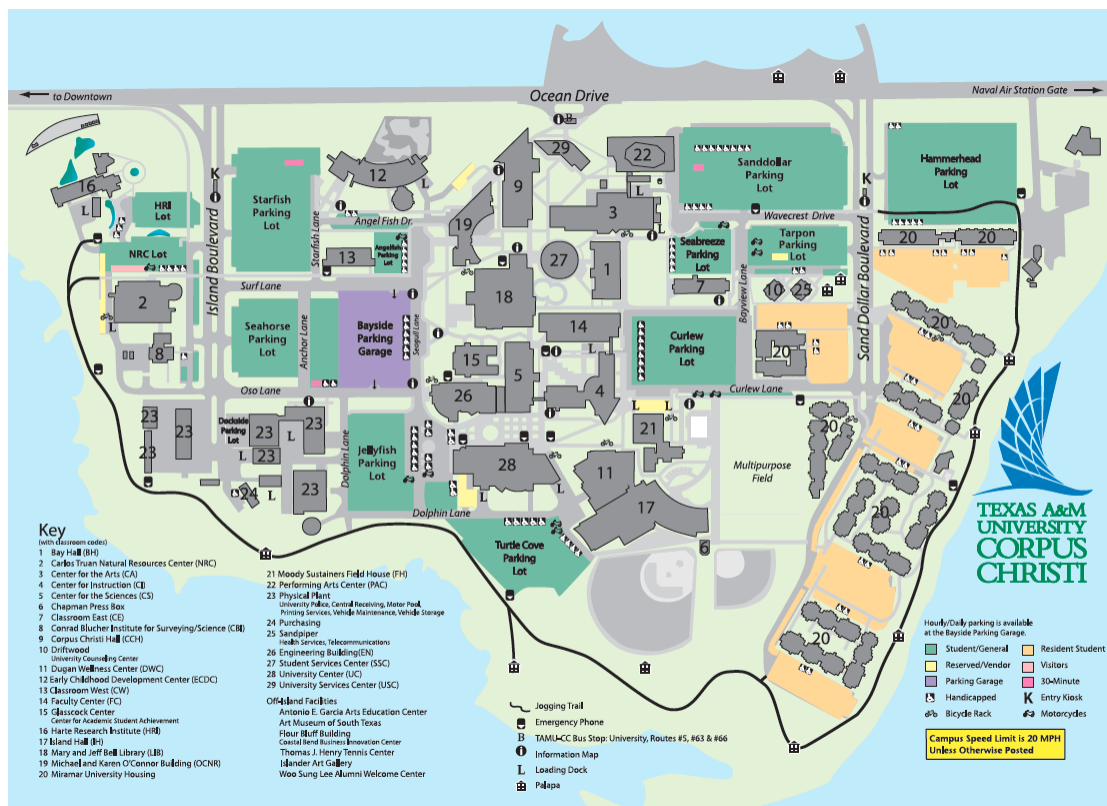 to Downtown
Ocean Drive
Naval Air Station Gate
B
22
29
12
9
L
L
Sanddollar
Parking
Lot
Hammerhead
Parking
Lot
16
L
K
HRI
Lot
Starfish
Parking
Lot
Island Boulevard
Starfish Lane
Angel Fish Dr.
19
3
L
K
Wavecrest Drive
NRC Lot
13
Angelfish
Parking
Lot
27
1
Seabreeze
Parking
Lot
Tarpon
Parking
Lot
20
20
Surf Lane
2
L
18
7
10
25
Bayview Lane
Sand Dollar Boulevard
Seahorse
Parking
Lot
Anchor Lane
Bayside
Parking
Garage
Seagull Lane
14
Curlew
Parking
Lot
20
20
8
15
5
4
Oso Lane
26
Curlew Lane
20
23
23
23
Dockside
Parking
Lot
23
23
L
23
L
L
L
21
20
Dolphin Lane
Jellyfish
Parking
Lot
28
L
L
11
Multipurpose
Field
20
24
L
23
17
Dolphin Lane
Turtle Cove
Parking
Lot
6
20
TEXAS A&M
UNIVERSITY
CORPUS
CHRISTI
Key
(with classroom codes)
1 Bay Hall (BH)
2 Carlos Truan Natural Resources Center (NRC)
3 Center for the Arts (CA)
4 Center for Instruction (CI)
5 Center for the Sciences (CS)
6 Chapman Press Box
7 Classroom East (CE)
8 Conrad Blucher Institute for Surveying/Science (CBI)
9 Corpus Christi Hall (CCH)
10 Driftwood
University Counseling Center
11 Dugan Wellness Center (DWC)
12 Early Childhood Development Center (ECDC)
13 Classroom West (CW)
14 Faculty Center (FC)
15 Glasscock Center
Center for Academic Student Achievement
16 Harte Research Institute (HRI)
17 Island Hall (IH)
18 Mary and Jeff Bell Library (LIB)
19 Michael and Karen O'Connor Building (OCNR)
20 Miramar University Housing
21 Moody Sustainers Field House (FH)
22 Performing Arts Center (PAC)
23 Physical Plant
University Police, Central Receiving, Motor Pool,
Printing Services, Vehicle Maintenance, Vehicle Storage
24 Purchasing
25 Sandpiper
Health Services, Telecommunications
26 Engineering Building(EN)
27 Student Services Center (SSC)
28 University Center (UC)
29 University Services Center (USC)
Off-Island Facilities
Antonio E. Garcia Arts Education Center
Art Museum of South Texas
Flour Bluff Building
Coastal Bend Business Innovation Center
Thomas J. Henry Tennis Center
Islander Art Gallery
Woo Sung Lee Alumni Welcome Center
Jogging Trail
Emergency Phone
B TAMU-CC Bus Stop: University, Routes #5, #63 & #66
Information Map
L Loading Dock
Palapa
20
Hourly/Daily parking is available
at the Bayside Parking Garage.
Student/General
Resident Student
Reserved/Vendor
Visitors
Parking Garage
30-Minute
Handicapped
K Entry Kiosk
Bicycle Rack
Motorcycles
Campus Speed Limit is 20 MPH
Unless Otherwise Posted